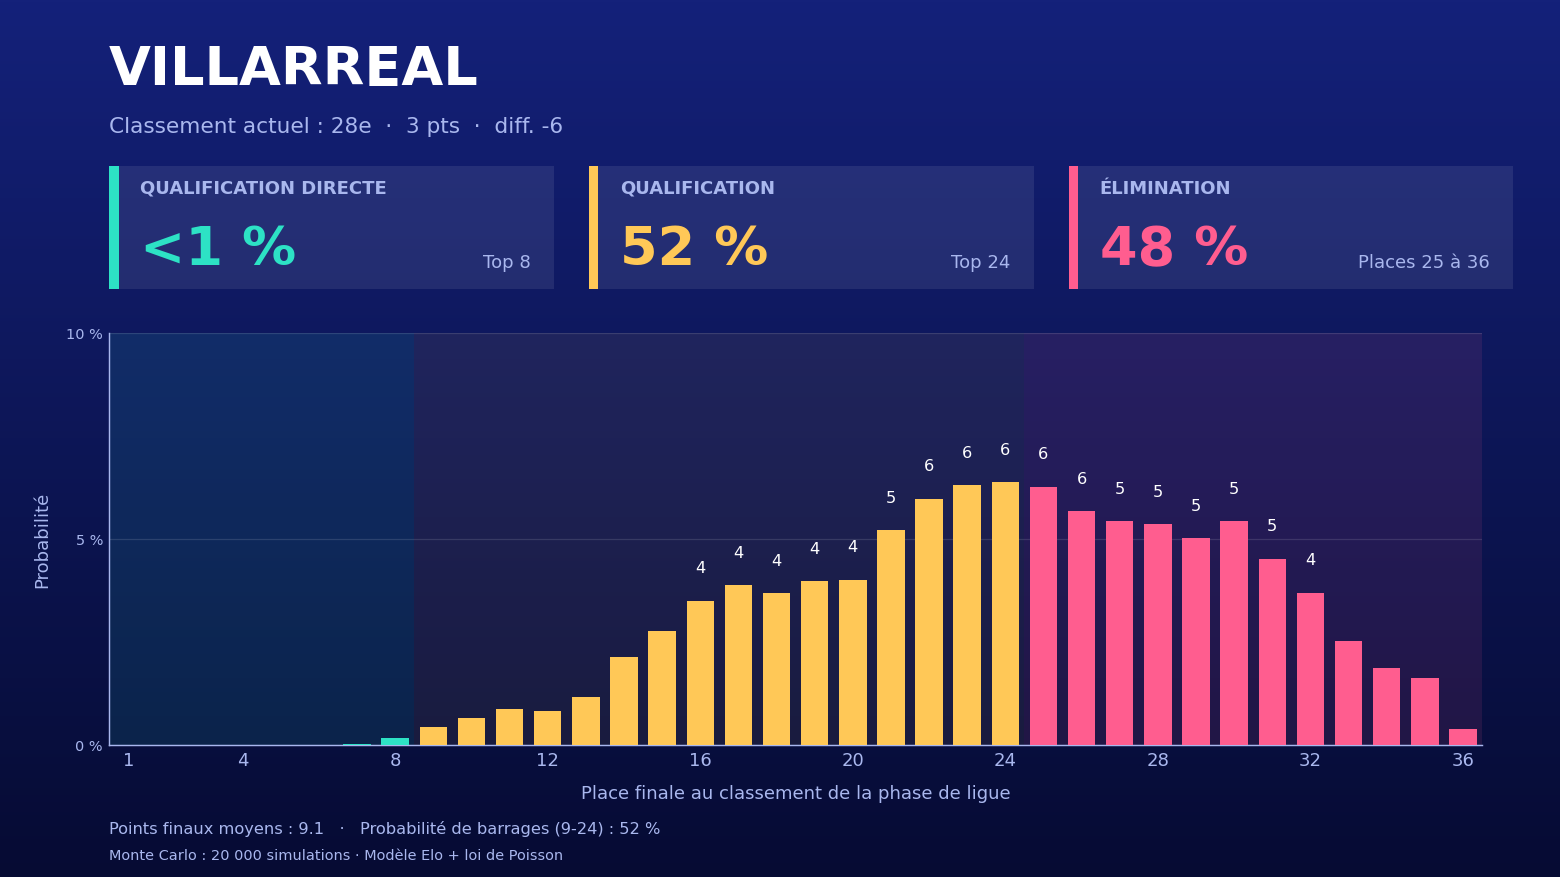 VILLARREAL
Classement actuel : 28e · 3 pts · diff. -6
QUALIFICATION DIRECTE
<1 %
Top 8
QUALIFICATION
52 %
Top 24
ÉLIMINATION
48 %
Places 25 à 36
10 %
5 %
0 %
Probabilité
4 4 4 4 4 5 6 6 6 6 6 5 5 5 5 5 4
1 4 8 12 16 20 24 28 32 36
Place finale au classement de la phase de ligue
Points finaux moyens : 9.1 · Probabilité de barrages (9-24) : 52 %
Monte Carlo : 20 000 simulations · Modèle Elo + loi de Poisson